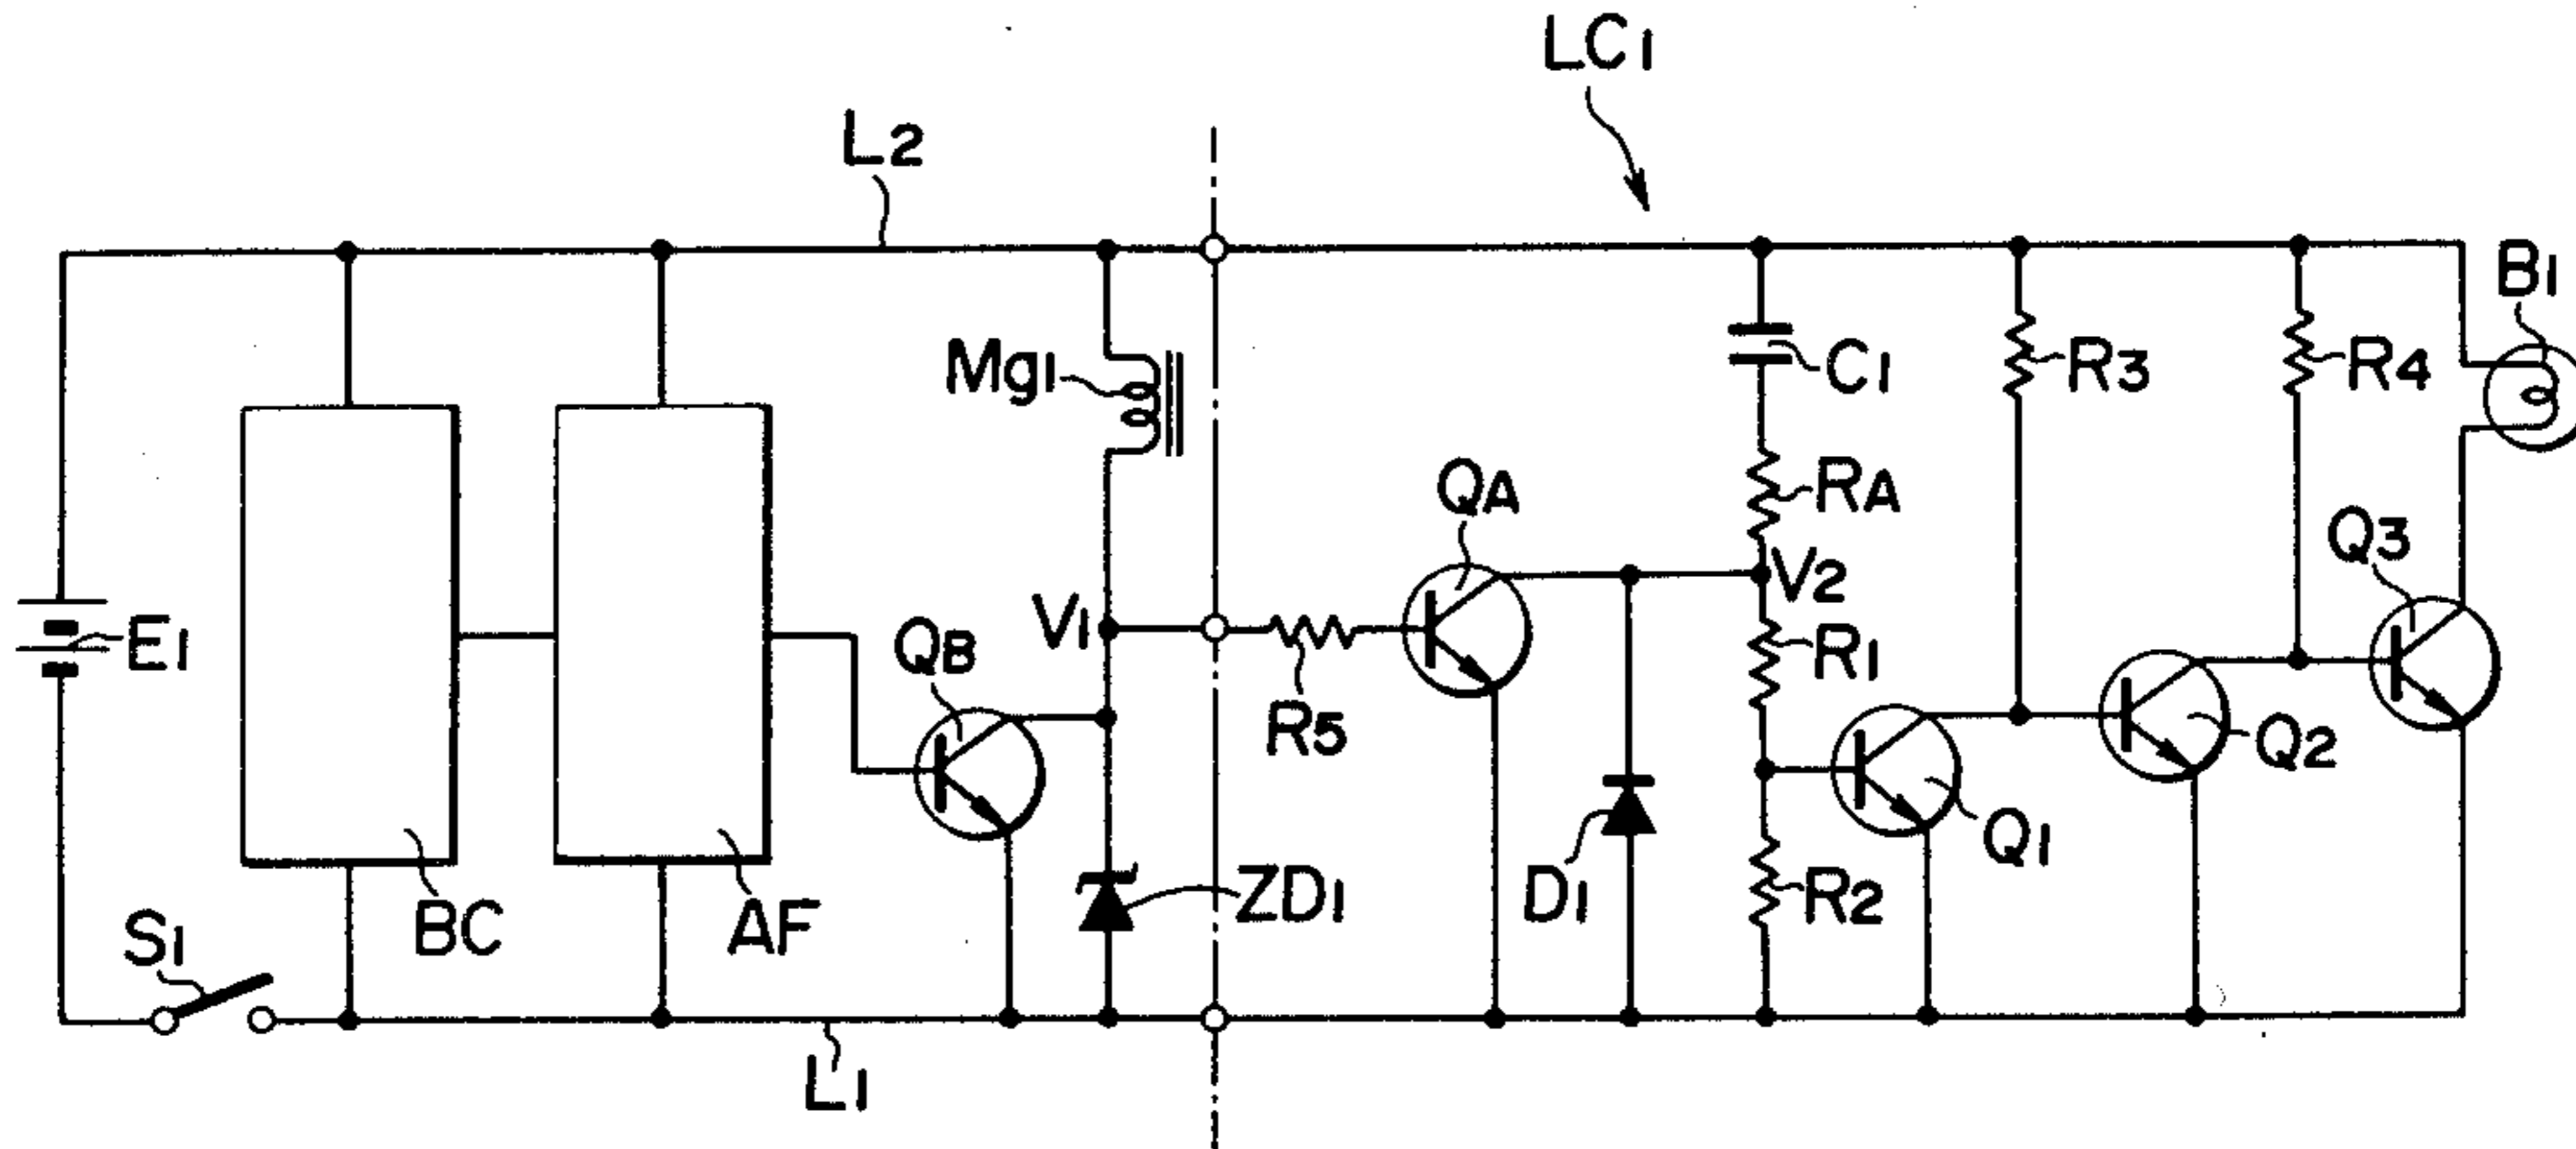 LC1
L2
B1
Mg1
C1
R3
R4
QA
RA
Q3
E1
QB
V1
V2
R5
R1
Q2
Q1
S1
BC
AF
ZD1
D1
R2
L1